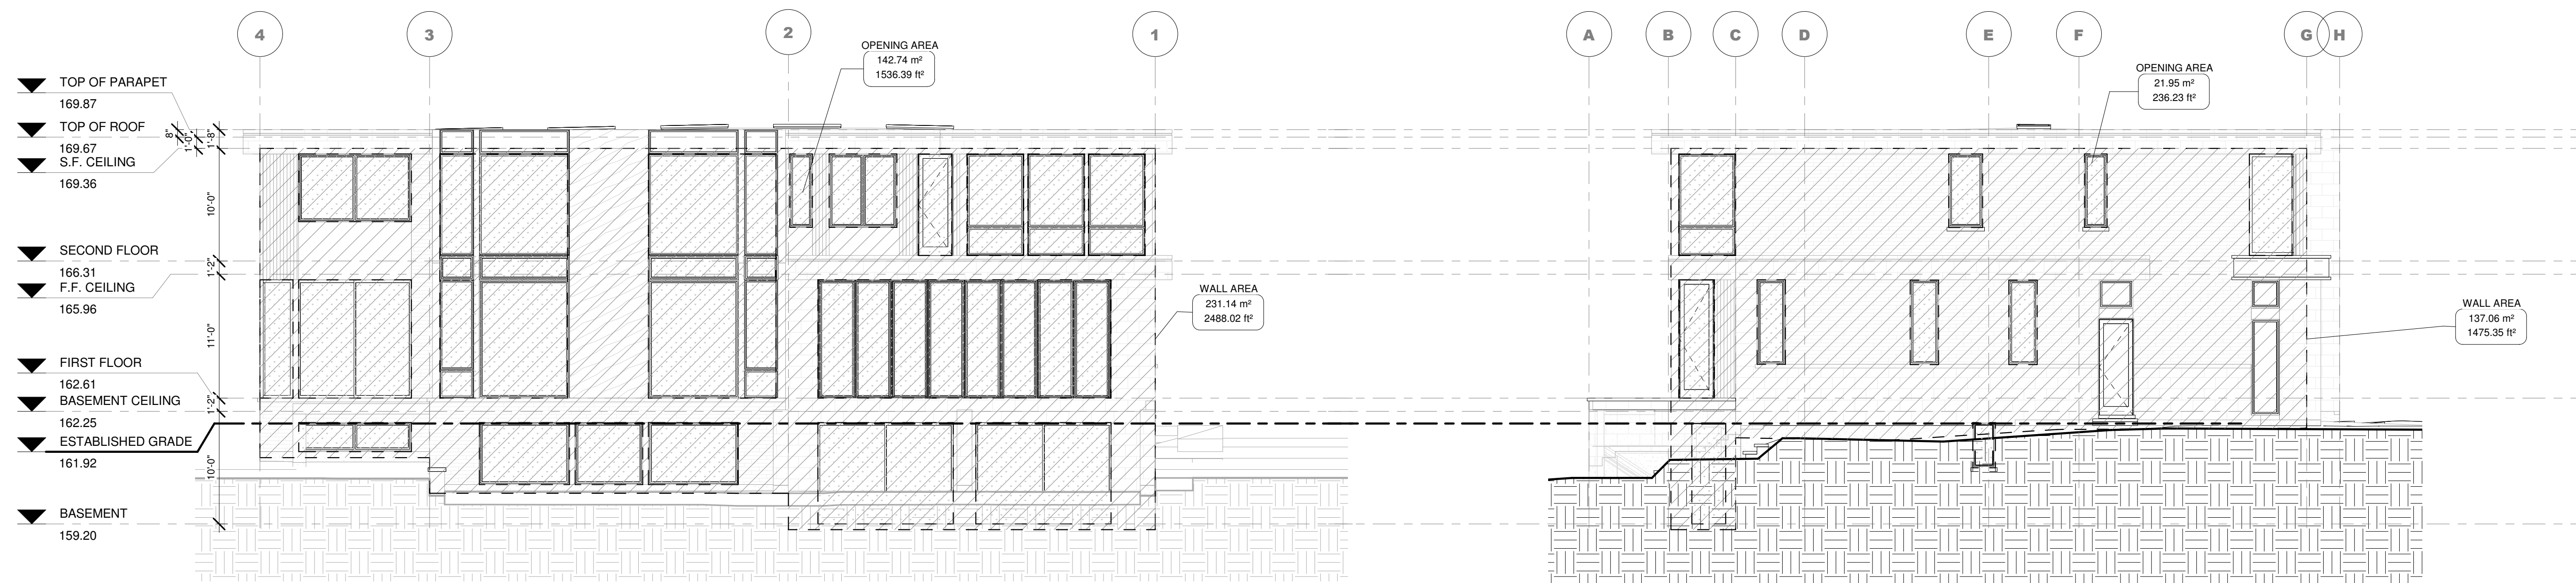 4
3
2
1
A
B
C
D
E
F
G
H
OPENING AREA
142.74 m²
1536.39 ft²
OPENING AREA
21.95 m²
236.23 ft²
TOP OF PARAPET
169.87
TOP OF ROOF
169.67
S.F. CEILING
169.36
8"
1'-0"
1'-8"
10'-0"
SECOND FLOOR
166.31
1'-2"
F.F. CEILING
165.96
WALL AREA
231.14 m²
2488.02 ft²
WALL AREA
137.06 m²
1475.35 ft²
11'-0"
FIRST FLOOR
162.61
1'-2"
BASEMENT CEILING
162.25
ESTABLISHED GRADE
161.92
10'-0"
BASEMENT
159.20